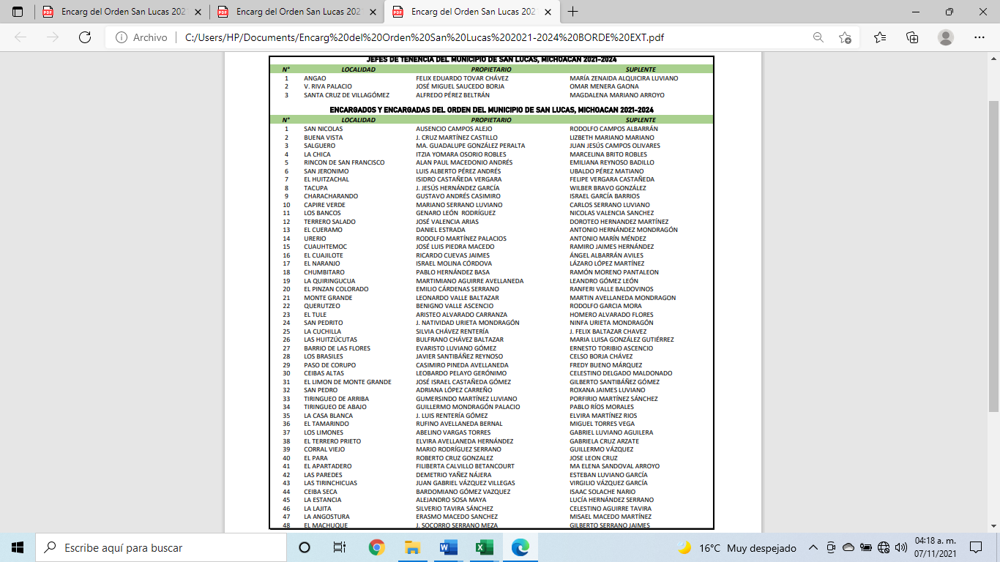 Encarg del Orden San Lucas 202
Encarg del Orden San Lucas 202
Encarg del Orden San Lucas 202
Archivo
C:/Users/HP/Documents/Encarg%20del%20Orden%20San%20Lucas%202021-2024%20BORDE%20EXT.pdf
JEFES DE TENENCIA DEL MUNICIPIO DE SAN LUCAS, MICHOACAN 2021-2024
N° LOCALIDAD PROPIETARIO SUPLENTE
1 ANGAO FELIX EDUARDO TOVAR CHÁVEZ MARÍA ZENAIDA ALQUICIRA LUVIANO
2 V. RIVA PALACIO JOSÉ MIGUEL SAUCEDO BORJA OMAR MENERA GAONA
3 SANTA CRUZ DE VILLAGÓMEZ ALFREDO PÉREZ BELTRÁN MAGDALENA MARIANO ARROYO
ENCARGADOS Y ENCARGADAS DEL ORDEN DEL MUNICIPIO DE SAN LUCAS, MICHOACAN 2021-2024
N° LOCALIDAD PROPIETARIO SUPLENTE
1 SAN NICOLAS AUSENCIO CAMPOS ALEJO RODOLFO CAMPOS ALBARRÁN
2 BUENA VISTA J. CRUZ MARTÍNEZ CASTILLO LIZBETH MARIANO MARIANO
3 SALGUERO MA. GUADALUPE GONZÁLEZ PERALTA JUAN JESÚS CAMPOS OLIVARES
4 LA CHICA ITZIA YOMARA OSORIO ROBLES MARCELINA BRITO ROBLES
5 RINCON DE SAN FRANCISCO ALAN PAUL MACEDONIO ANDRÉS EMILIANA REYNOSO BADILLO
6 SAN JERONIMO LUIS ALBERTO PÉREZ ANDRÉS UBALDO PÉREZ MATIANO
7 EL HUITZACHAL ISIDRO CASTAÑEDA VERGARA FELIPE VERGARA CASTAÑEDA
8 TACUPA J. JESÚS HERNÁNDEZ GARCÍA WILBER BRAVO GONZÁLEZ
9 CHARACHARANDO GUSTAVO ANDRÉS CASIMIRO ISRAEL GARCÍA BARRIOS
10 CAPIRE VERDE MARIANO SERRANO LUVIANO CARLOS SERRANO LUVIANO
11 LOS BANCOS GENARO LEÓN RODRÍGUEZ NICOLAS VALENCIA SANCHEZ
12 TERRERO SALADO JOSÉ VALENCIA ARIAS DOROTEO HERNANDEZ MARTÍNEZ
13 EL CUERAMO DANIEL ESTRADA ANTONIO HERNÁNDEZ MONDRAGÓN
14 URERIO RODOLFO MARTÍNEZ PALACIOS ANTONIO MARÍN MÉNDEZ
15 CUAUHTEMOC JOSÉ LUIS PIEDRA MACEDO RAMIRO JAIMES HERNÁNDEZ
16 EL CUAJILOTE RICARDO CUEVAS JAIMES ÁNGEL ALBARRÁN AVILES
17 EL NARANJO ISRAEL MOLINA CÓRDOVA LÁZARO LÓPEZ MARTÍNEZ
18 CHUMBITARO PABLO HERNÁNDEZ BASA RAMÓN MORENO PANTALEON
19 LA QUIRINGUCUA MARTIMIANO AGUIRRE AVELLANEDA LEANDRO GÓMEZ LEÓN
20 EL PINZAN COLORADO EMILIO CÁRDENAS SERRANO RANFERI VALLE BALDOVINOS
21 MONTE GRANDE LEONARDO VALLE BALTAZAR MARTIN AVELLANEDA MONDRAGON
22 QUERUTZEO BENIGNO VALLE ASCENCIO RODOLFO GARCIA MORA
23 EL TULE ARISTEO ALVARADO CARRANZA HOMERO ALVARADO FLORES
24 SAN PEDRITO J. NATIVIDAD URIETA MONDRAGÓN NINFA URIETA MONDRAGÓN
25 LA CUCHILLA SILVIA CHÁVEZ RENTERÍA J. FELIX BALTAZAR CHAVEZ
26 LAS HUITZÚCUTAS BULFRANO CHÁVEZ BALTAZAR MARIA LUISA GONZÁLEZ GUTIÉRREZ
27 BARRIO DE LAS FLORES EVARISTO LUVIANO GÓMEZ ERNESTO TORIBIO ASCENCIO
28 LOS BRASILES JAVIER SANTIBÁÑEZ REYNOSO CELSO BORJA CHÁVEZ
29 PASO DE CORUPO CASIMIRO PINEDA AVELLANEDA FREDY BUENO MÁRQUEZ
30 CEIBAS ALTAS LEOBARDO PELAYO GERÓNIMO CELESTINO DELGADO MALDONADO
31 EL LIMON DE MONTE GRANDE JOSÉ ISRAEL CASTAÑEDA GÓMEZ GILBERTO SANTIBÁÑEZ GÓMEZ
32 SAN PEDRO ADRIANA LÓPEZ CARREÑO ROXANA JAIMES LUVIANO
33 TIRINGUEO DE ARRIBA GUMERSINDO MARTÍNEZ LUVIANO PORFIRIO MARTÍNEZ SÁNCHEZ
34 TIRINGUEO DE ABAJO GUILLERMO MONDRAGÓN PALACIO PABLO RÍOS MORALES
35 LA CASA BLANCA J. LUIS RENTERÍA GÓMEZ ELVIRA MARTÍNEZ RIOS
36 EL TAMARINDO RUFINO AVELLANEDA BERNAL MIGUEL TORRES VEGA
37 LOS LIMONES ABELINO VARGAS TORRES GABRIEL LUVIANO AGUILERA
38 EL TERRERO PRIETO ELVIRA AVELLANEDA HERNÁNDEZ GABRIELA CRUZ ARZATE
39 CORRAL VIEJO MARIO RODRÍGUEZ SERRANO GUILLERMO VÁZQUEZ
40 EL PARA ROBERTO CRUZ GONZALEZ JOSE LEON CRUZ
41 EL APARTADERO FILIBERTA CALVILLO BETANCOURT MA ELENA SANDOVAL ARROYO
42 LAS PAREDES DEMETRIO YAÑEZ NÁJERA ESTEBAN LUVIANO GARCÍA
43 LAS TIRINCHICUAS JUAN GABRIEL VÁZQUEZ VILLEGAS VIRGILIO VÁZQUEZ GARCÍA
44 CEIBA SECA BARDOMIANO GÓMEZ VAZQUEZ ISAAC SOLACHE NARIO
45 LA ESTANCIA ALEJANDRO SOSA MAYA LUCÍA HERNÁNDEZ SERRANO
46 LA LAJITA SILVERIO TAVIRA SÁNCHEZ CELESTINO AGUIRRE TAVIRA
47 LA ANGOSTURA ERASMO MACEDO SANCHEZ MISAEL MACEDO MARTÍNEZ
48 EL MACHUQUE J. SOCORRO SERRANO MEZA GILBERTO SERRANO JAIMES
Escribe aquí para buscar
16°C Muy despejado
04:18 a. m.
07/11/2021